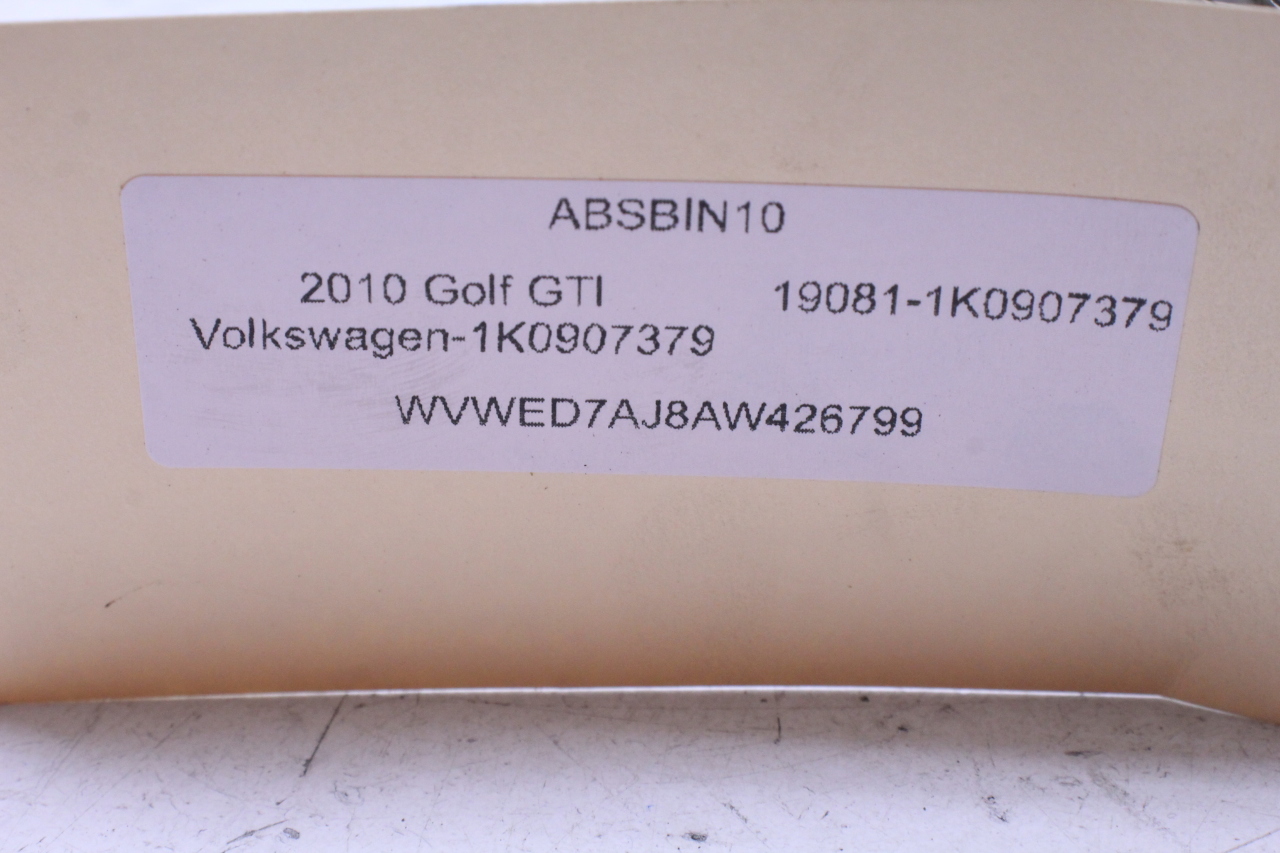 ABSBIN10
2010 Golf GTI 19081-1K0907379
Volkswagen-1K0907379
WVWED7AJ8AW426799